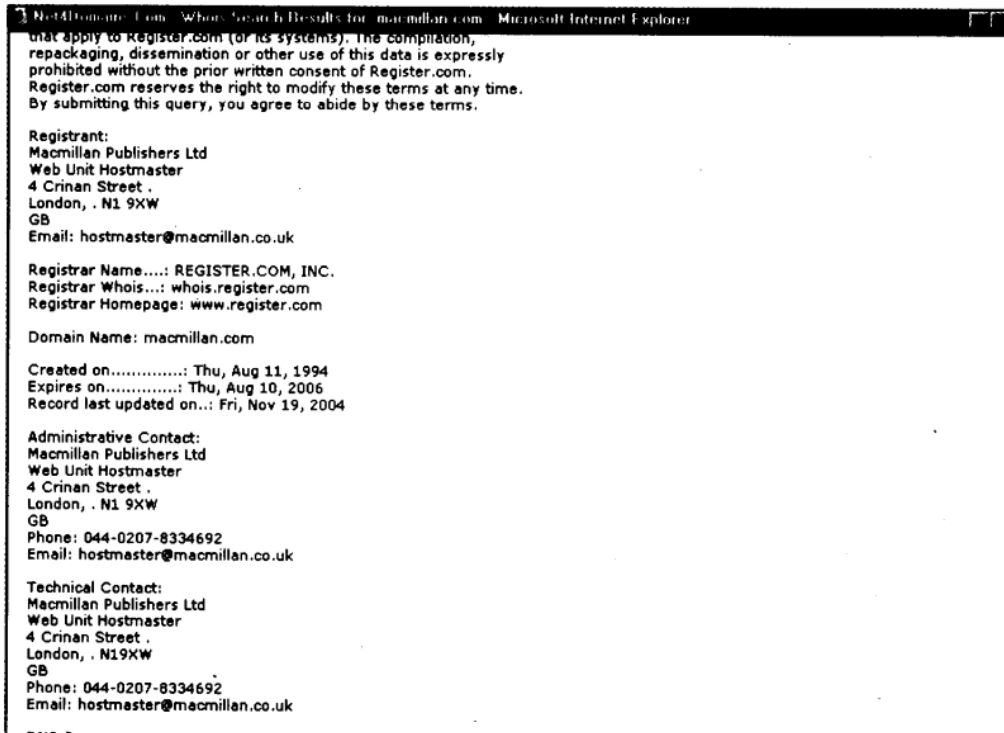 Net4Domains.Com Whois Search Results for macmillan.com Microsoft Internet Explorer
that apply to Register.com (or its systems). The compilation,
repackaging, dissemination or other use of this data is expressly
prohibited without the prior written consent of Register.com.
Register.com reserves the right to modify these terms at any time.
By submitting this query, you agree to abide by these terms.
Registrant:
Macmillan Publishers Ltd
Web Unit Hostmaster
4 Crinan Street .
London, . N1 9XW
GB
Email: hostmaster@macmillan.co.uk
Registrar Name....: REGISTER.COM, INC.
Registrar Whois...: whois.register.com
Registrar Homepage: www.register.com
Domain Name: macmillan.com
Created on..............: Thu, Aug 11, 1994
Expires on..............: Thu, Aug 10, 2006
Record last updated on..: Fri, Nov 19, 2004
Administrative Contact:
Macmillan Publishers Ltd
Web Unit Hostmaster
4 Crinan Street .
London, . N1 9XW
GB
Phone: 044-0207-8334692
Email: hostmaster@macmillan.co.uk
Technical Contact:
Macmillan Publishers Ltd
Web Unit Hostmaster
4 Crinan Street .
London, . N19XW
GB
Phone: 044-0207-8334692
Email: hostmaster@macmillan.co.uk